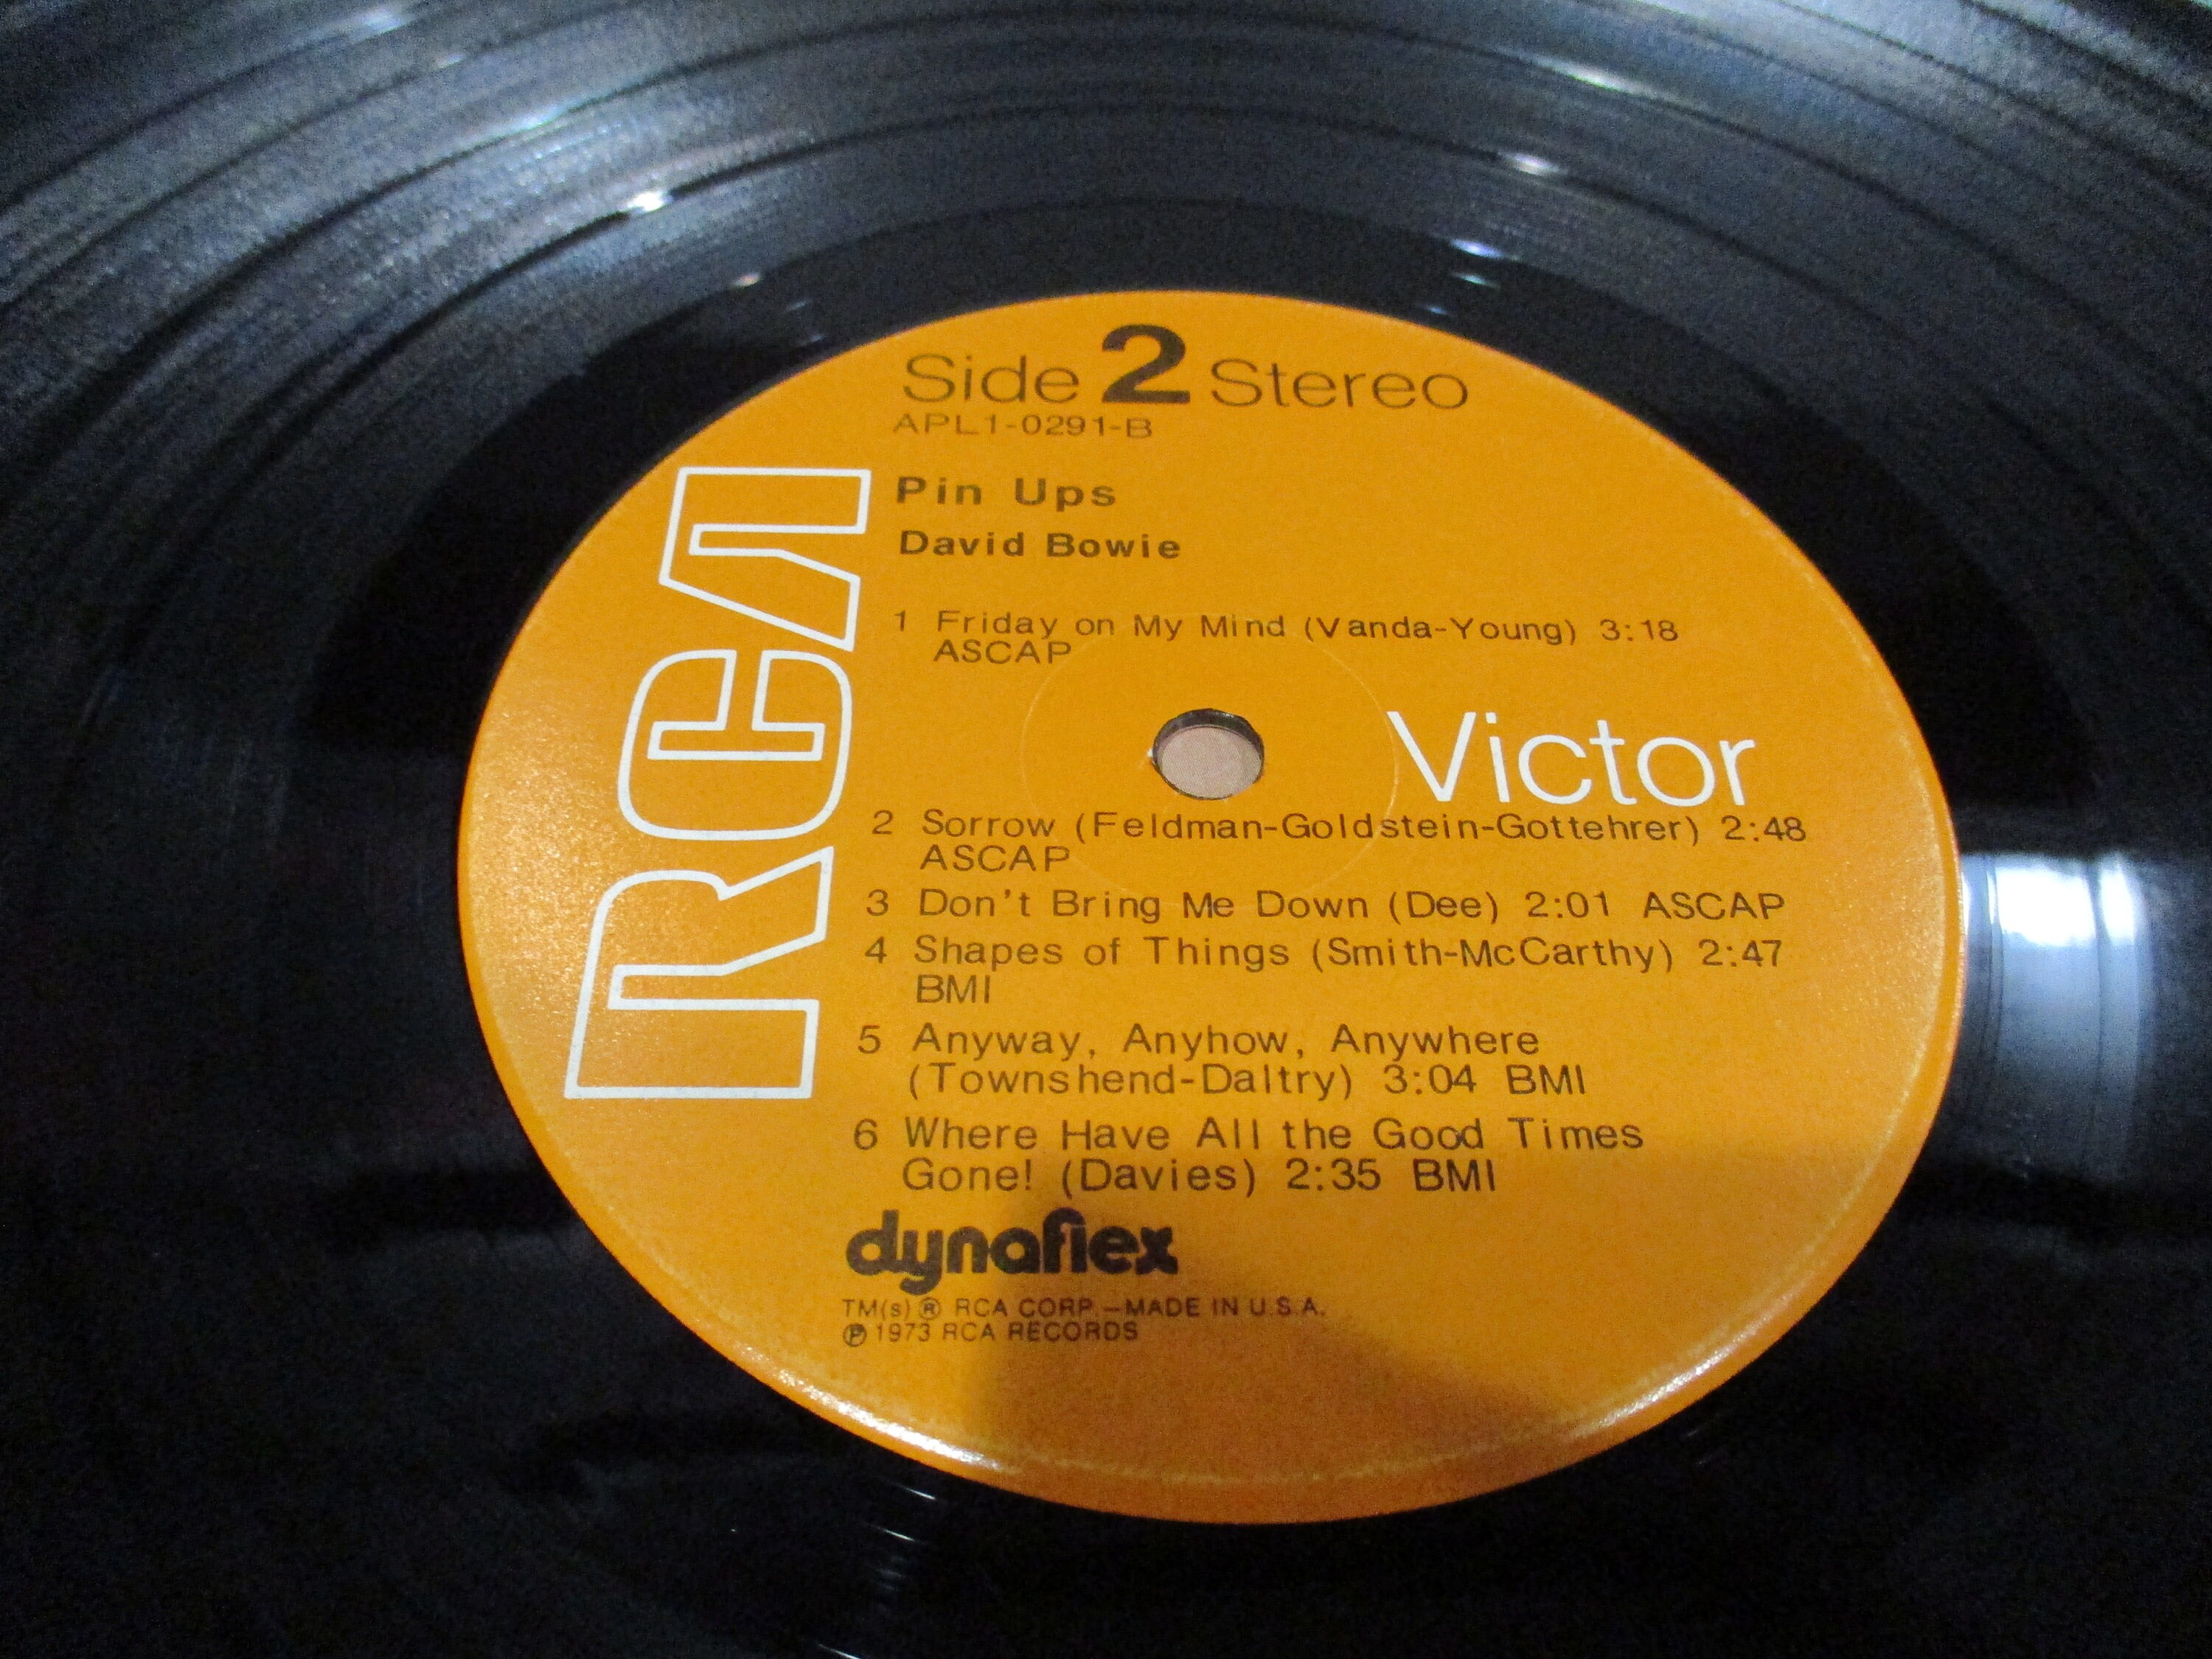 Side 2 Stereo
APL1-0291-B
RCA
Pin Ups
David Bowie
1 Friday on My Mind (Vanda-Young) 3:18
ASCAP
Victor
2 Sorrow (Feldman-Goldstein-Gottehrer) 2:48
ASCAP
3 Don't Bring Me Down (Dee) 2:01 ASCAP
4 Shapes of Things (Smith-McCarthy) 2:47
BMI
5 Anyway, Anyhow, Anywhere
(Townshend-Daltry) 3:04 BMI
6 Where Have All the Good Times
Gone! (Davies) 2:35 BMI
dynaflex
TM(s) ® RCA CORP.—MADE IN U.S.A.
℗ 1973 RCA RECORDS